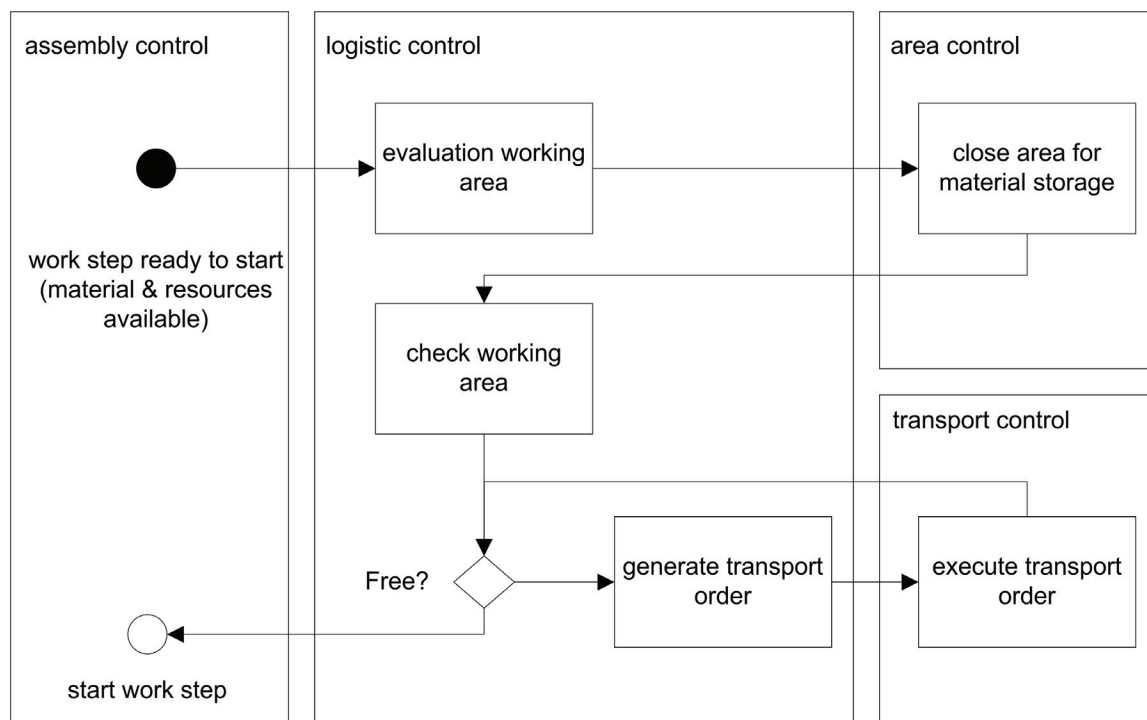 assembly control
logistic control
area control
evaluation working
area
close area for
material storage
work step ready to start
(material & resources
available)
check working
area
transport control
Free?
generate transport
order
execute transport
order
start work step